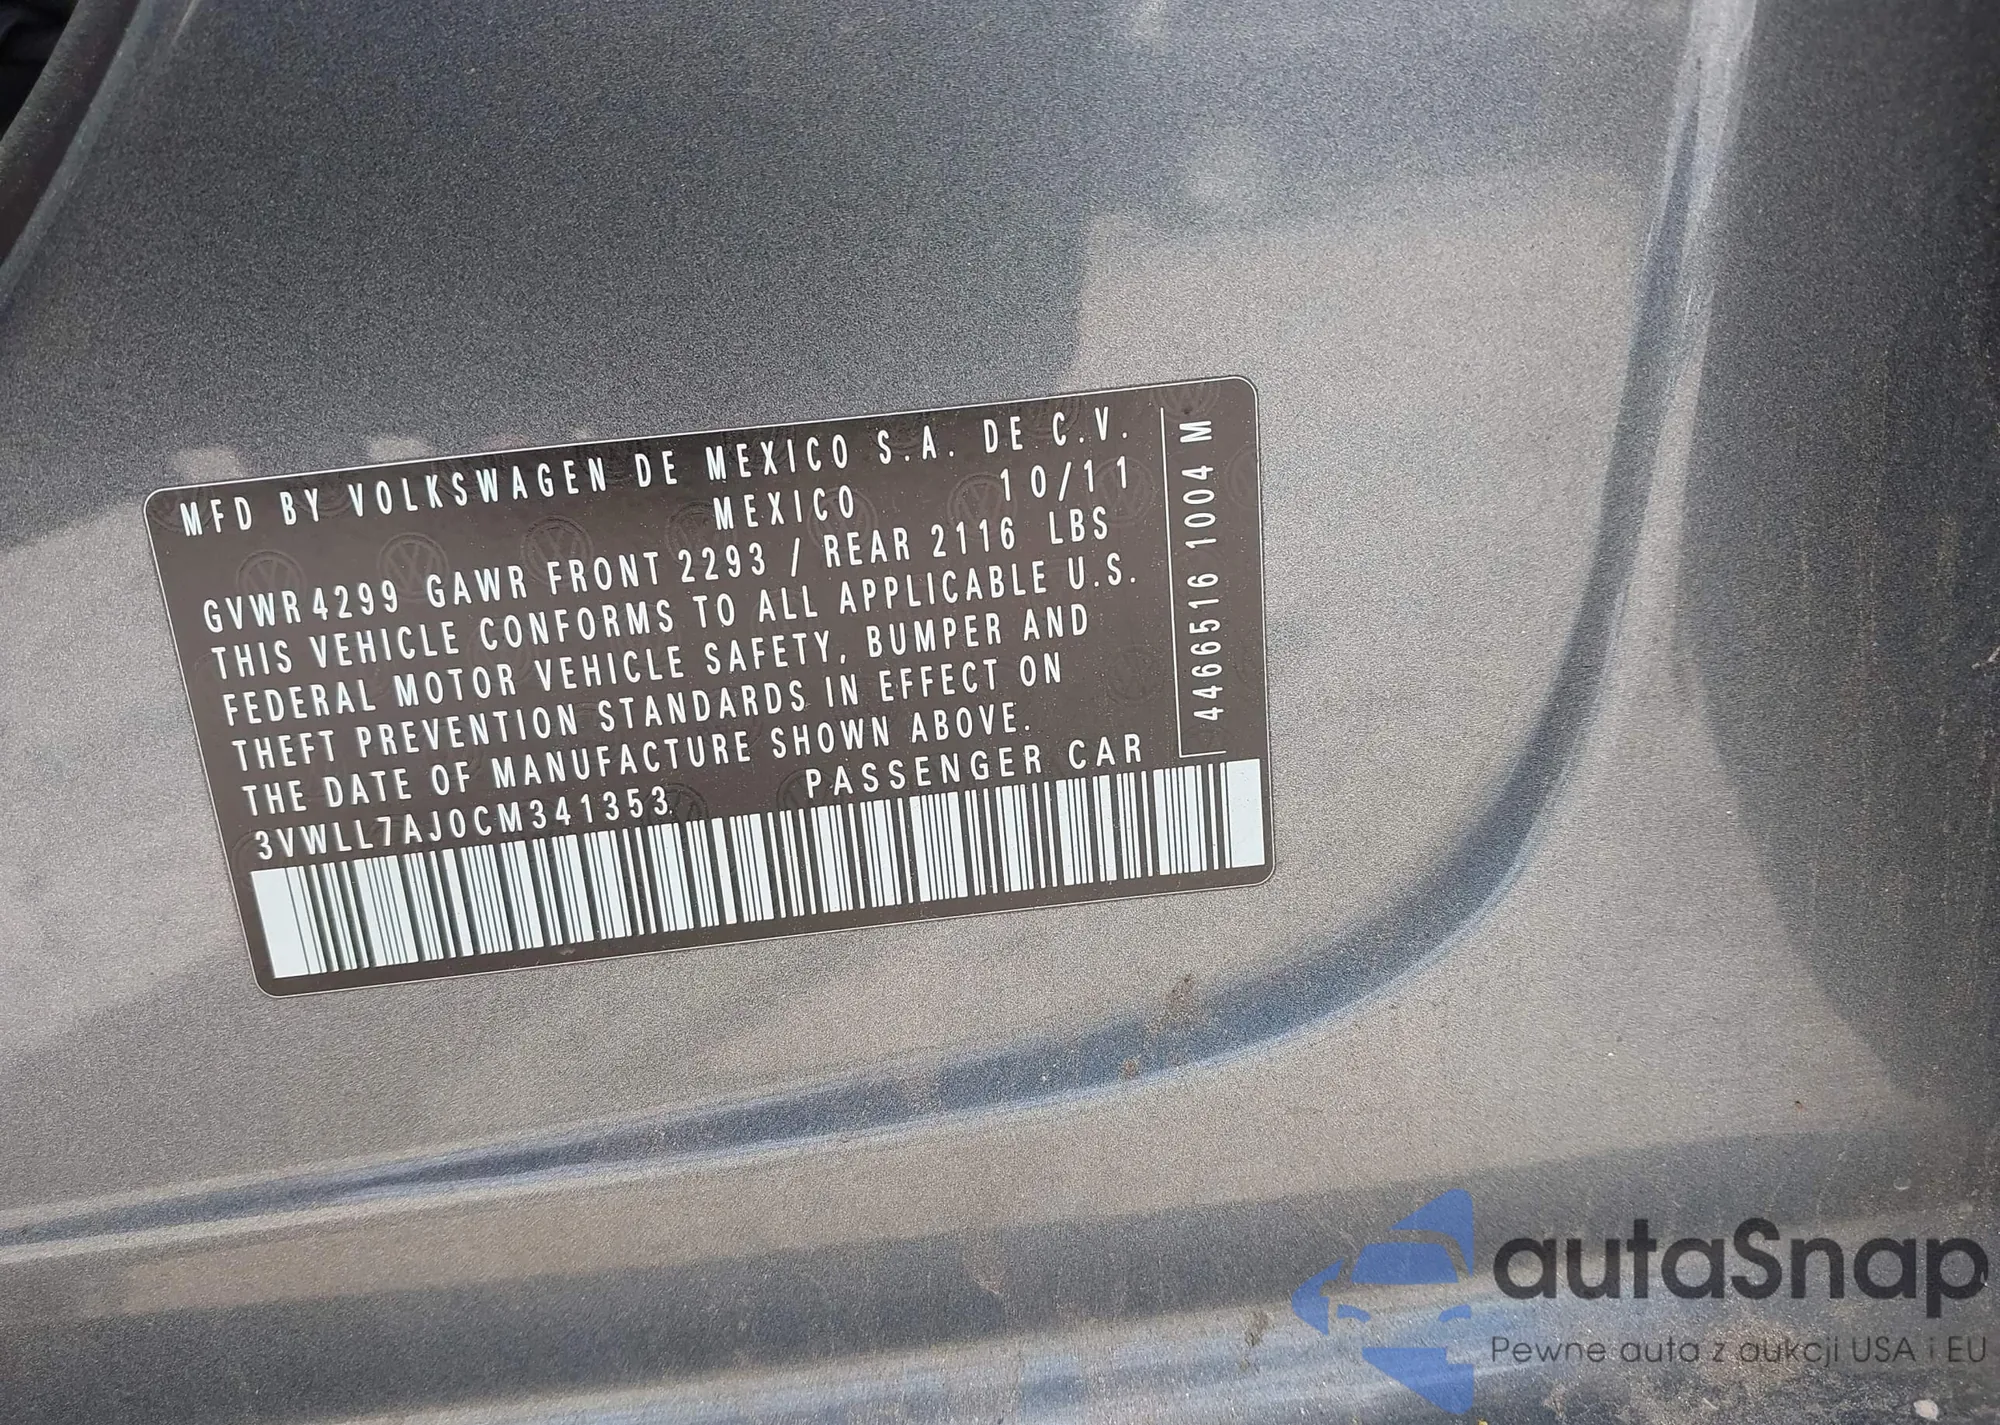 MFD BY VOLKSWAGEN DE MEXICO S.A. DE C.V.
MEXICO 10/11
GVWR 4299 GAWR FRONT 2293 / REAR 2116 LBS
THIS VEHICLE CONFORMS TO ALL APPLICABLE U.S.
FEDERAL MOTOR VEHICLE SAFETY, BUMPER AND
THEFT PREVENTION STANDARDS IN EFFECT ON
THE DATE OF MANUFACTURE SHOWN ABOVE.
3VWLL7AJ0CM341353 PASSENGER CAR
4466516 1004 M
autaSnap
Pewne auta z aukcji USA i EU